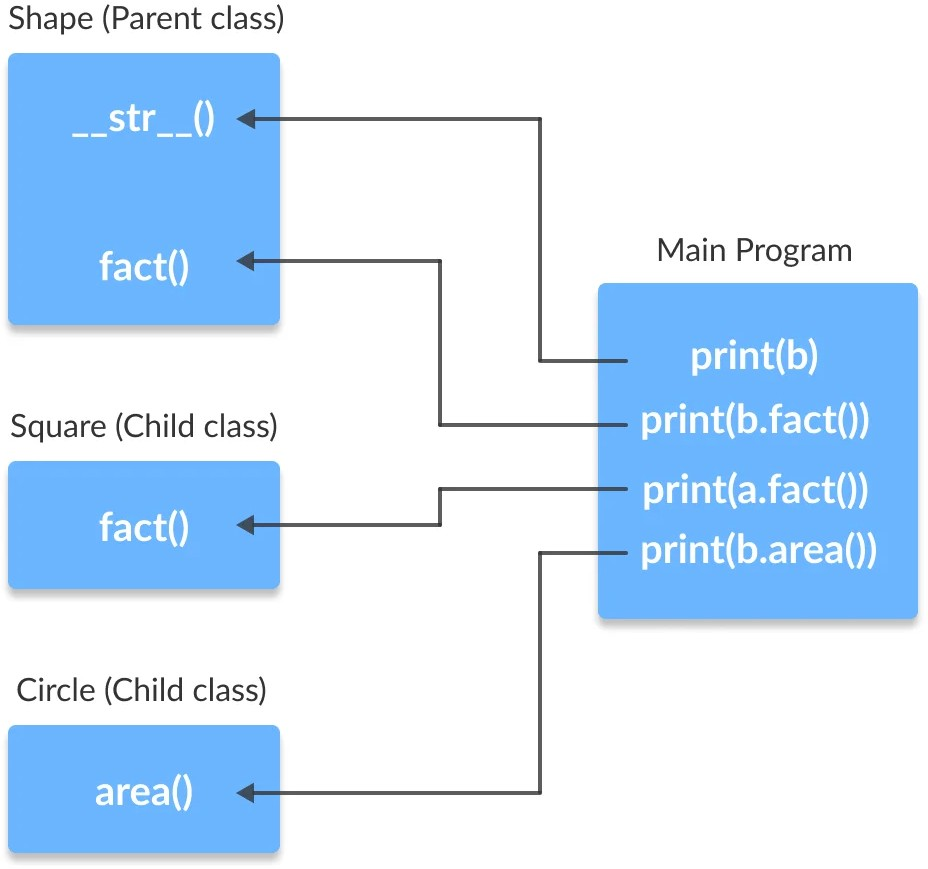 Shape (Parent class)
__str__()
fact()
Main Program
print(b)
print(b.fact())
print(a.fact())
print(b.area())
Square (Child class)
fact()
Circle (Child class)
area()